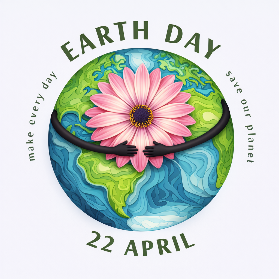 EARTH DAY
make every day
save our planet
22 APRIL